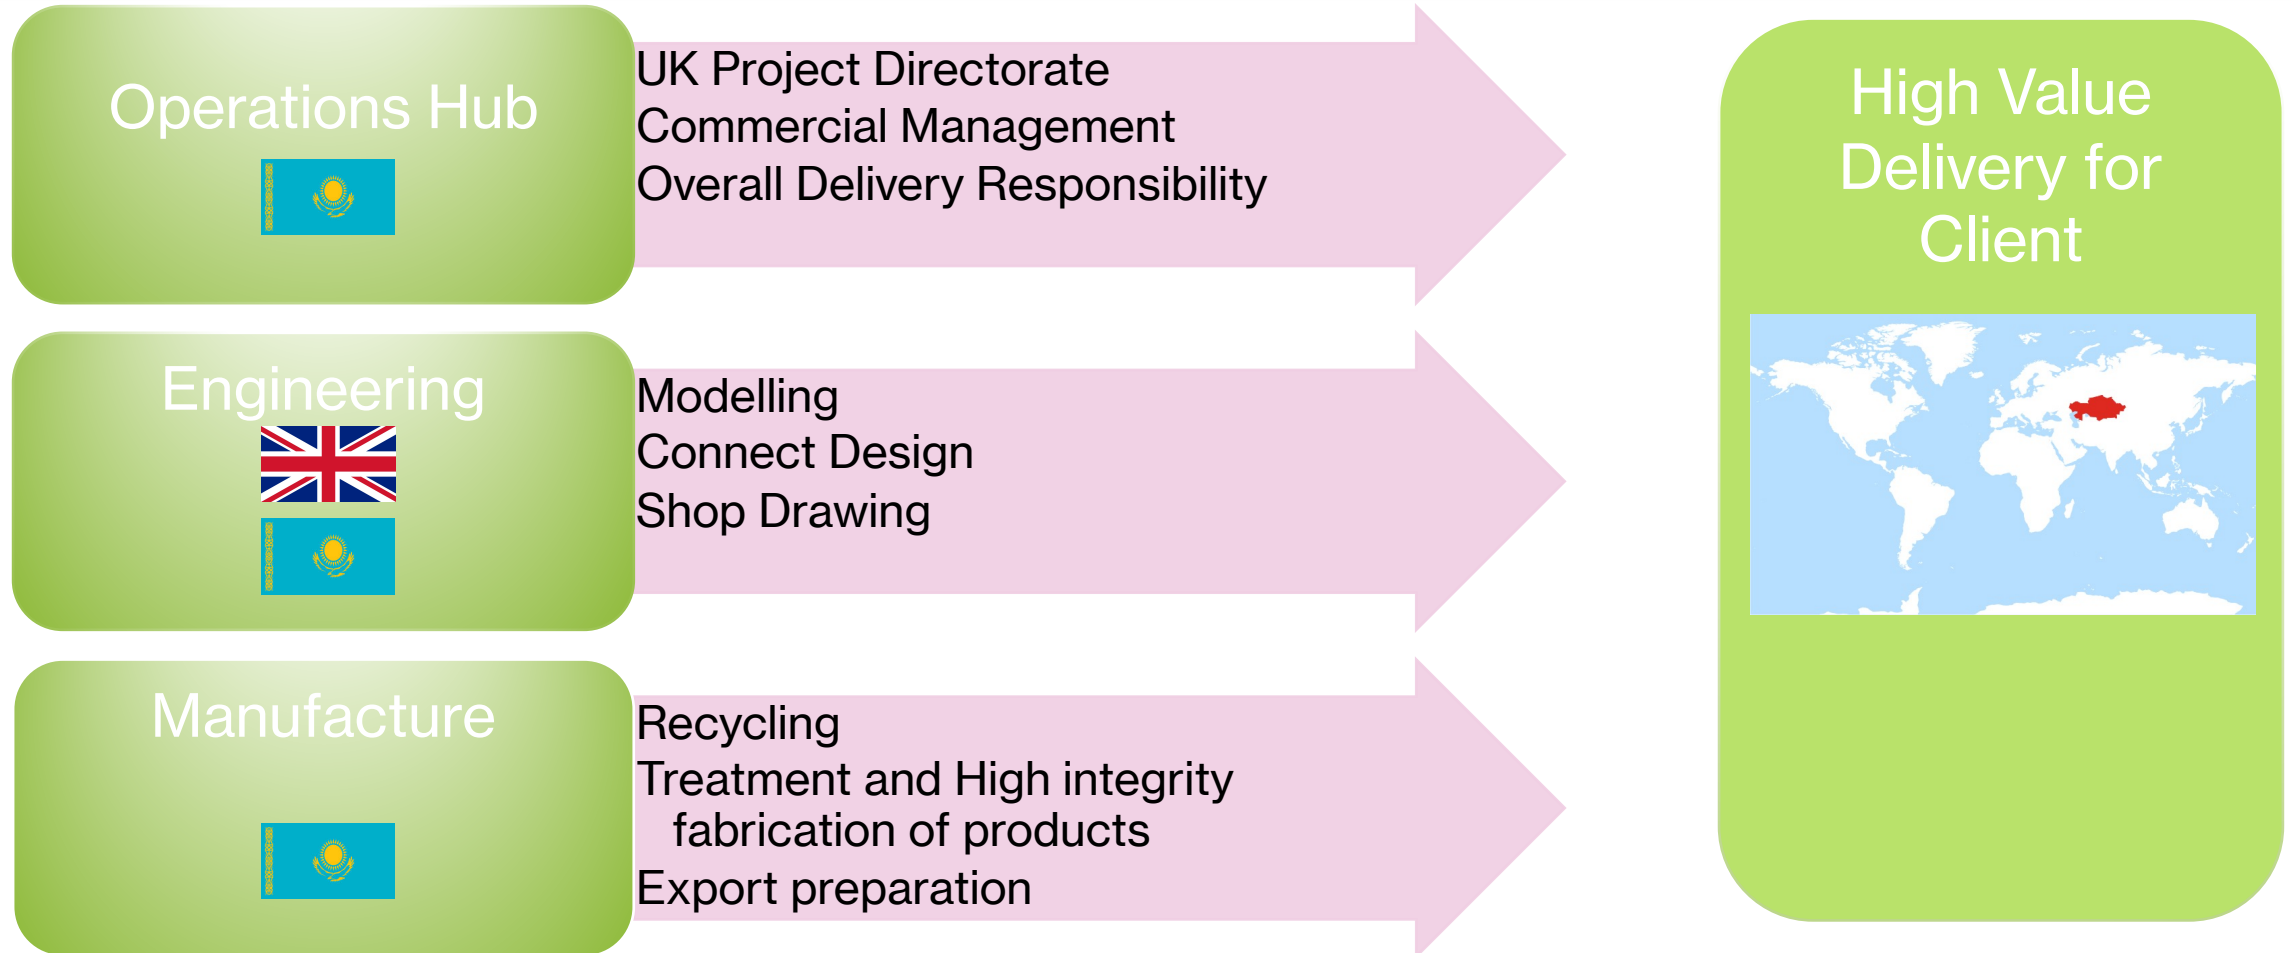 Operations Hub
UK Project Directorate
Commercial Management
Overall Delivery Responsibility
Engineering
Modelling
Connect Design
Shop Drawing
Manufacture
Recycling
Treatment and High integrity
fabrication of products
Export preparation
High Value
Delivery for
Client